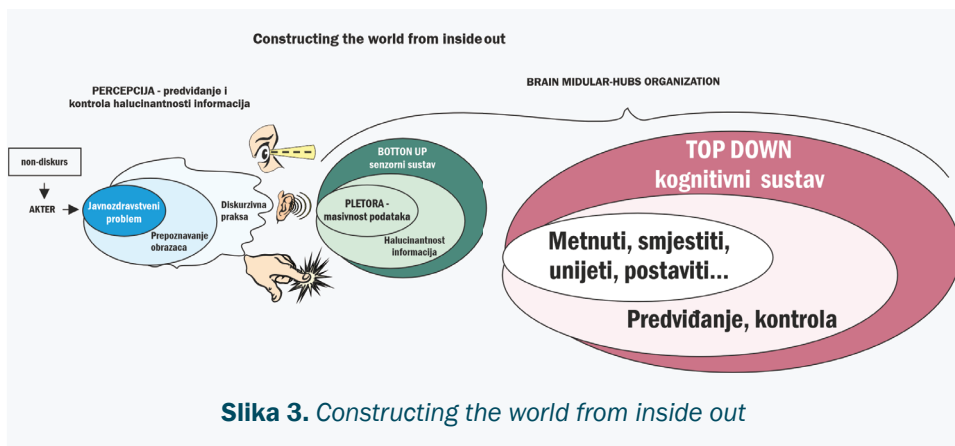 Constructing the world from inside out
BRAIN MIDULAR-HUBS ORGANIZATION
PERCEPCIJA - predviđanje i
kontrola halucinantnosti informacija
non-diskurs
AKTER
Javnozdravstveni
problem
Prepoznavanje
obrazaca
Diskurzivna
praksa
BOTTON UP
senzorni sustav
PLETORA -
masivnost podataka
Halucinantnost
informacija
TOP DOWN
kognitivni sustav
Metnuti, smjestiti,
unijeti, postaviti...
Predviđanje, kontrola
Slika 3. Constructing the world from inside out